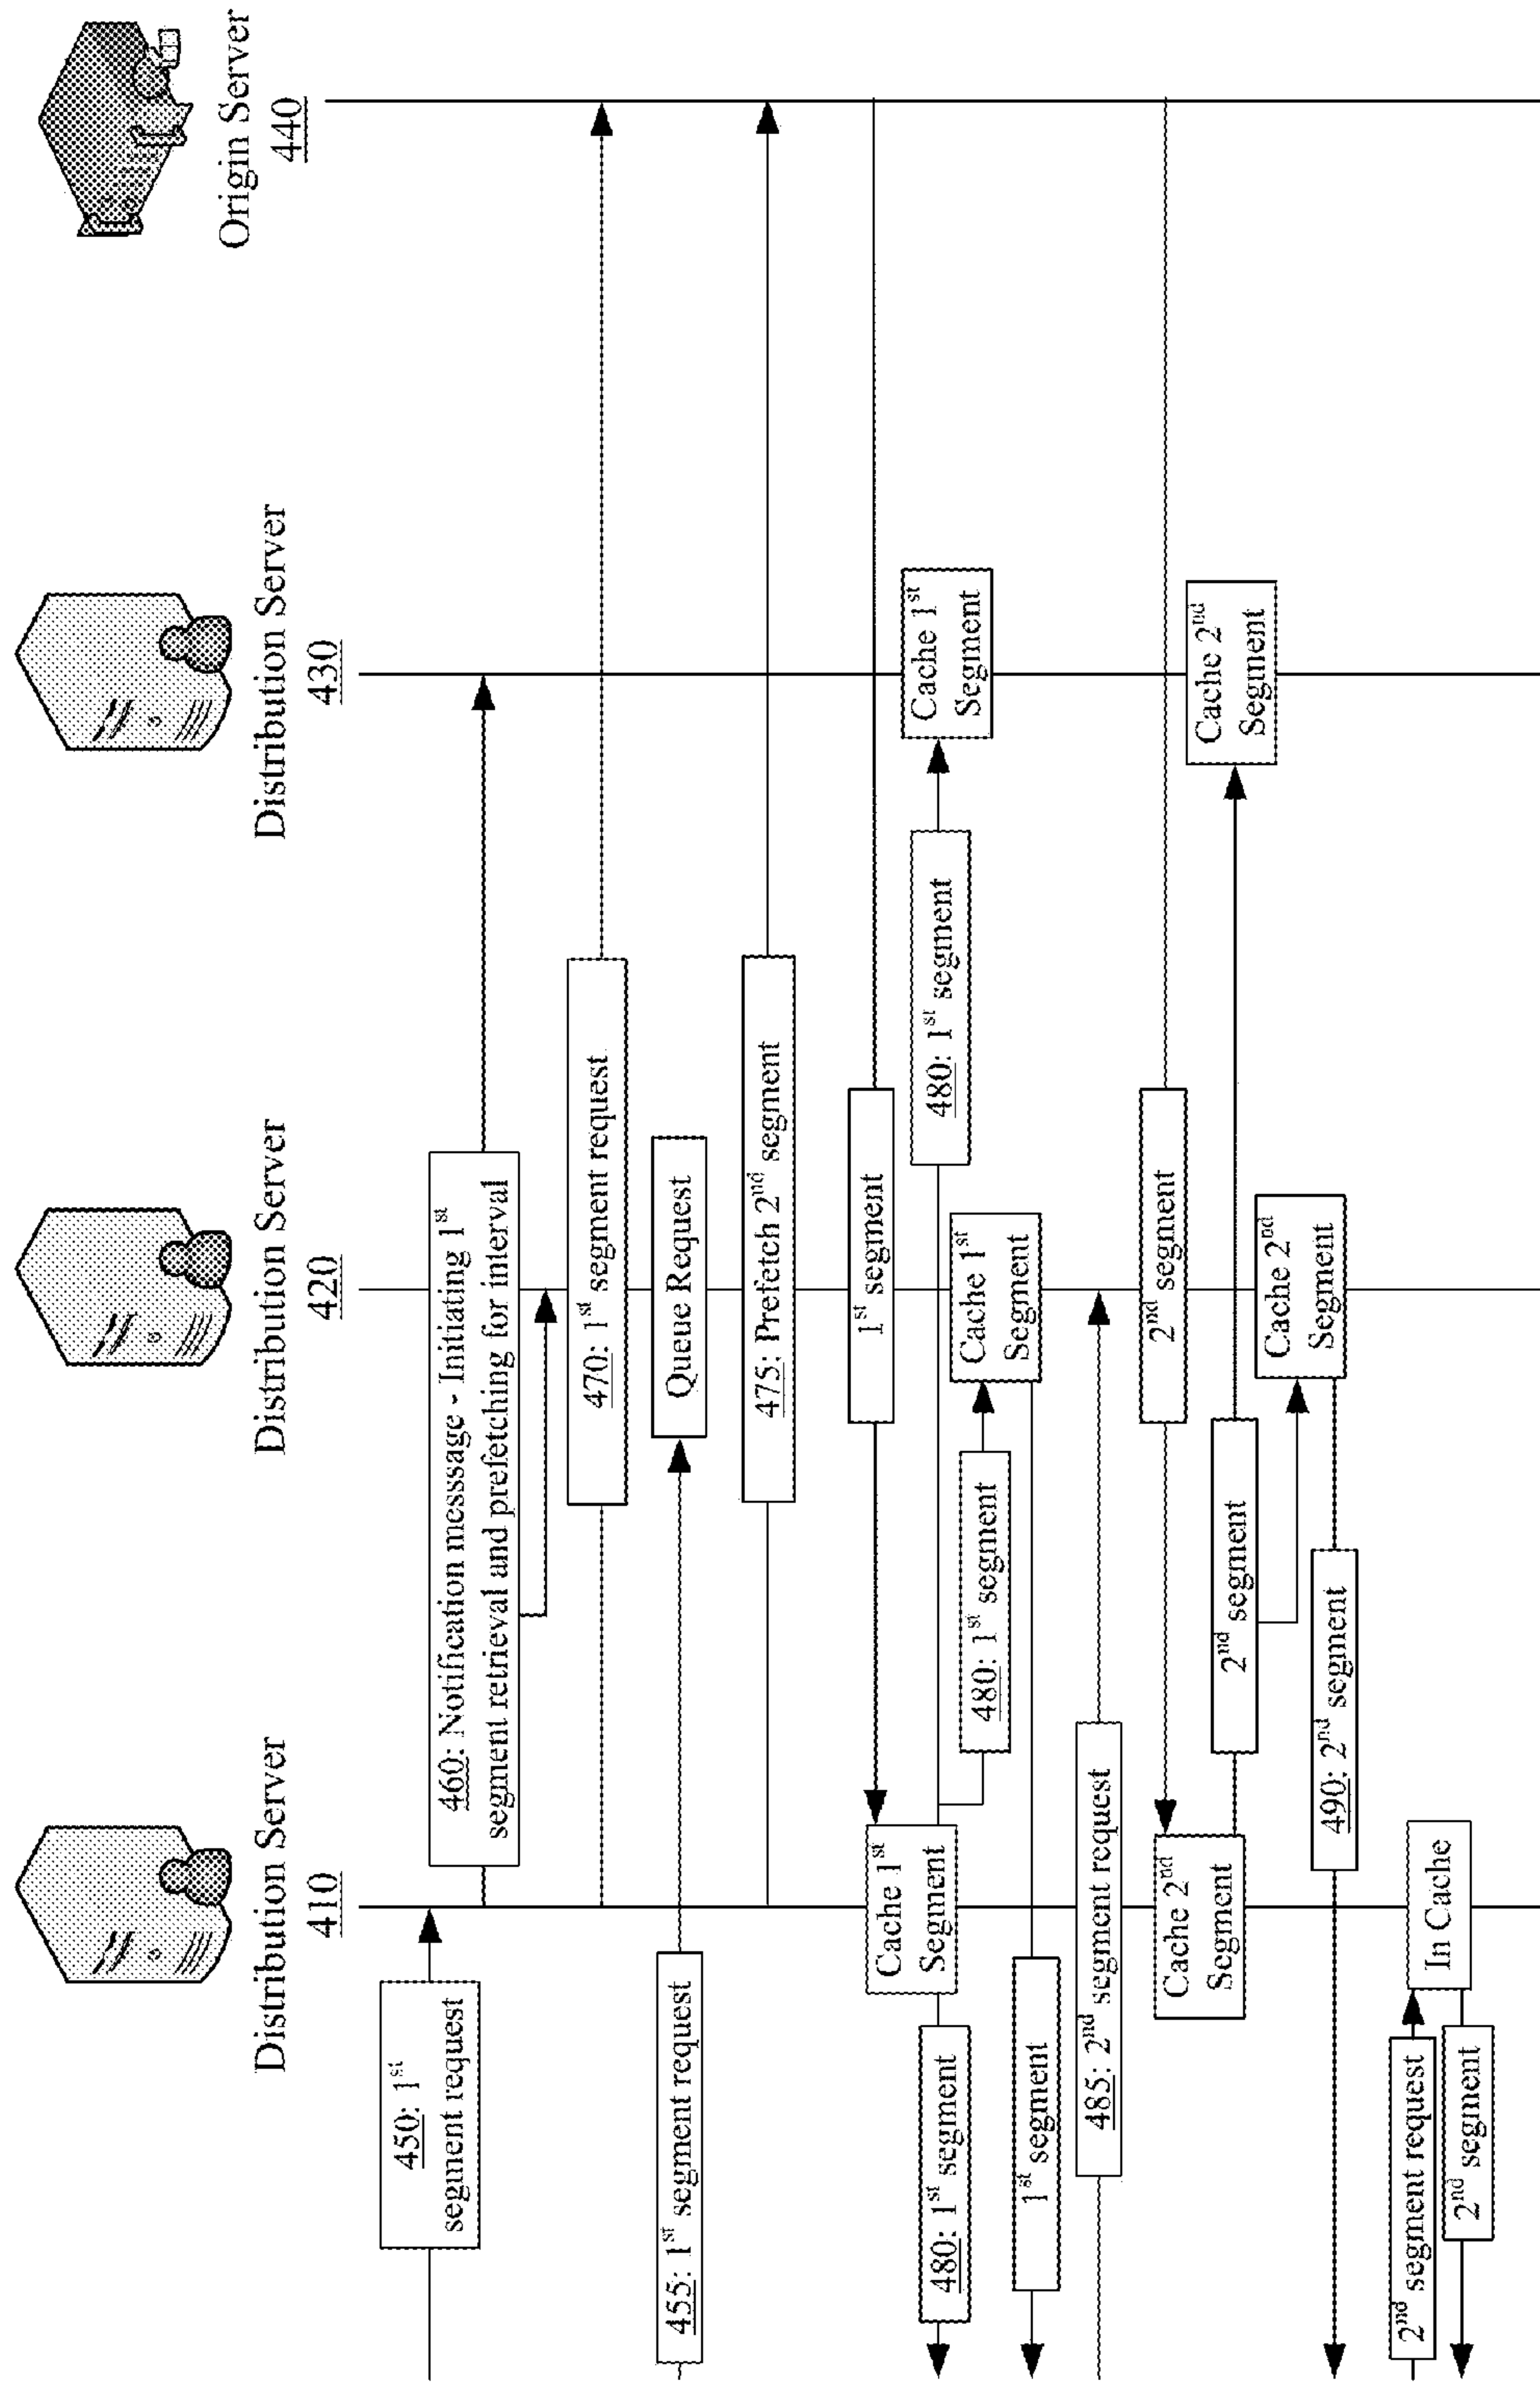 Distribution Server
410
Distribution Server
420
Distribution Server
430
Origin Server
440
450: 1st
segment request
460: Notification messsage - Initiating 1st
segment retrieval and prefetching for interval
470: 1st segment request
455: 1st segment request
Queue Request
475: Prefetch 2nd segment
1st segment
Cache 1st
Segment
480: 1st segment
480: 1st segment
Cache 1st
Segment
480: 1st segment
Cache 1st
Segment
1st segment
485: 2nd segment request
2nd segment
Cache 2nd
Segment
2nd segment
Cache 2nd
Segment
Cache 2nd
Segment
490: 2nd segment
2nd segment request
In Cache
2nd segment